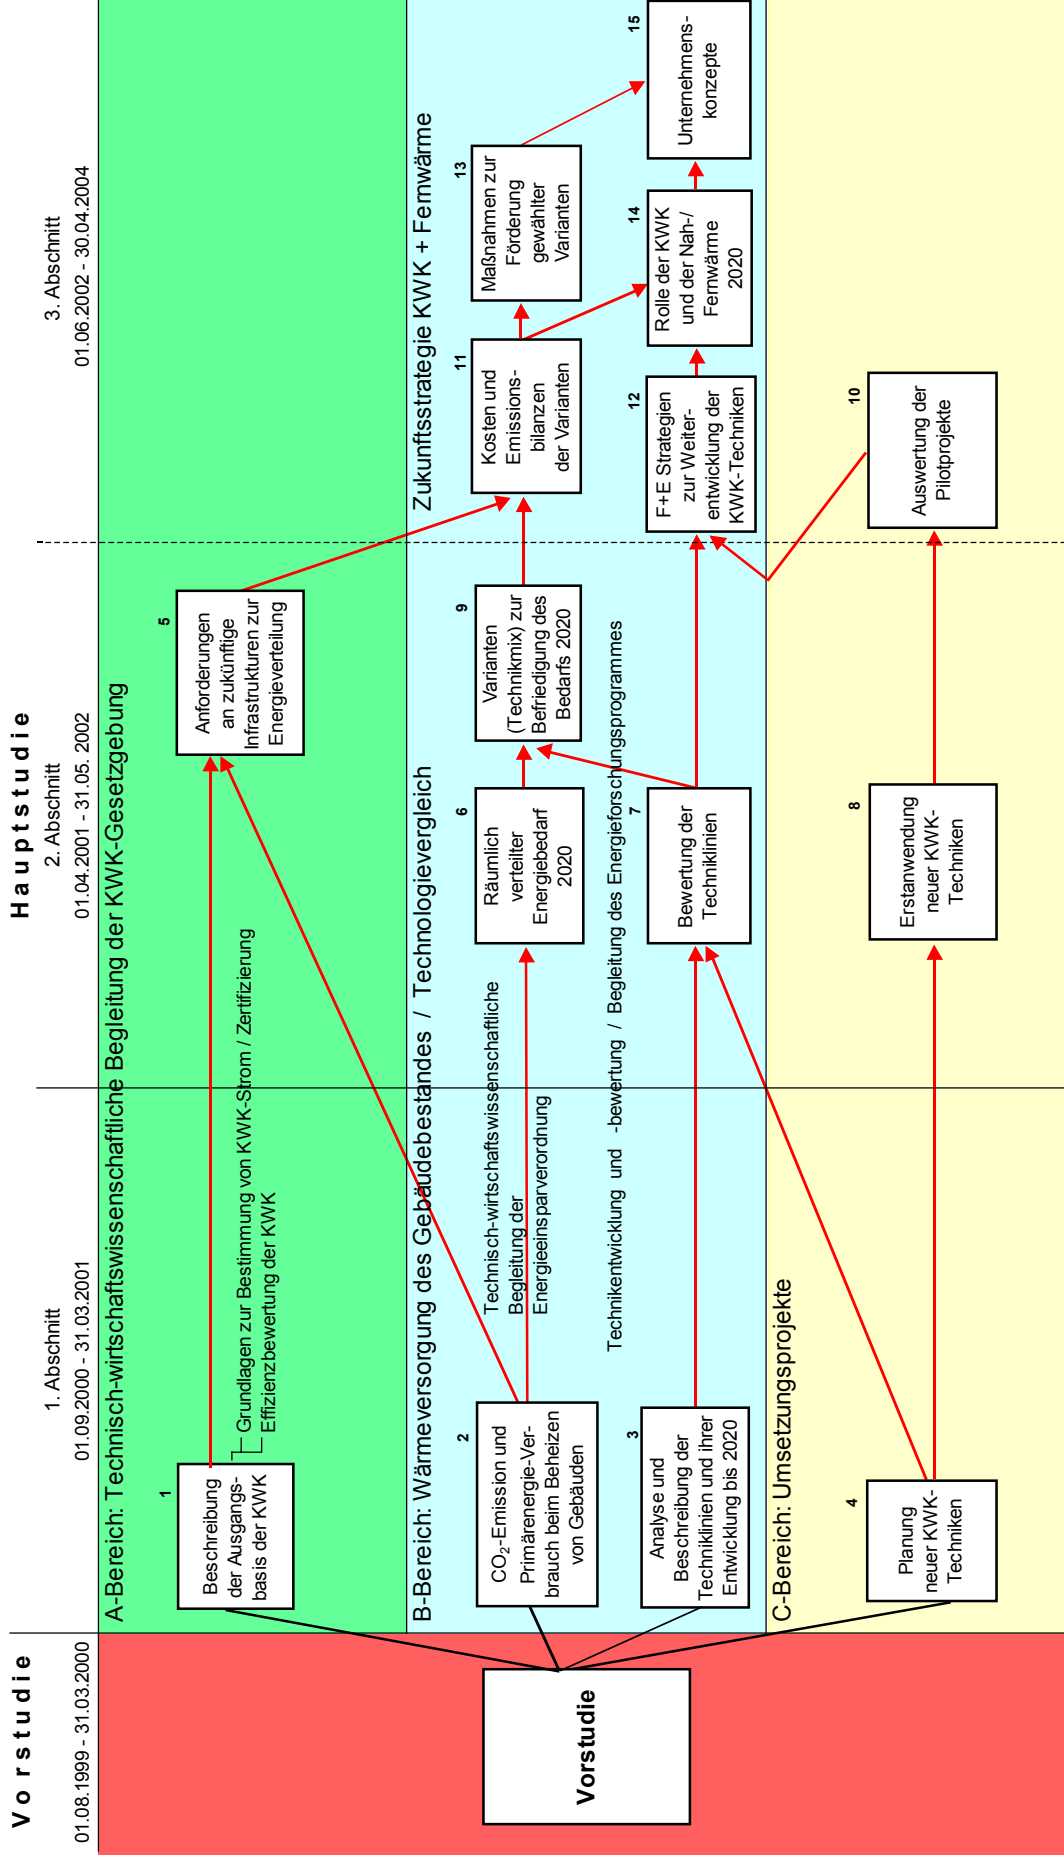 Vorstudie
01.08.1999 - 31.03.2000
Hauptstudie
1. Abschnitt
01.09.2000 - 31.03.2001
2. Abschnitt
01.04.2001 - 31.05. 2002
3. Abschnitt
01.06.2002 - 30.04.2004
Vorstudie
A-Bereich: Technisch-wirtschaftswissenschaftliche Begleitung der KWK-Gesetzgebung
1
Beschreibung
der Ausgangs-
basis der KWK
Grundlagen zur Bestimmung von KWK-Strom / Zertifizierung
Effizienzbewertung der KWK
5
Anforderungen
an zukünftige
Infrastrukturen zur
Energieverteilung
B-Bereich: Wärmeversorgung des Gebäudebestandes / Technologievergleich
Zukunftsstrategie KWK + Fernwärme
2
CO₂-Emission und
Primärenergie-Ver-
brauch beim Beheizen
von Gebäuden
Technisch-wirtschaftswissenschaftliche
Begleitung der
Energieeinsparverordnung
6
Räumlich
verteilter
Energiebedarf
2020
9
Varianten
(Technikmix) zur
Befriedigung des
Bedarfs 2020
11
Kosten und
Emissions-
bilanzen
der Varianten
13
Maßnahmen zur
Förderung
gewählter
Varianten
Technikentwicklung und -bewertung / Begleitung des Energieforschungsprogrammes
3
Analyse und
Beschreibung der
Techniklinien und ihrer
Entwicklung bis 2020
7
Bewertung der
Techniklinien
12
F+E Strategien
zur Weiter-
entwicklung der
KWK-Techniken
14
Rolle der KWK
und der Nah-/
Fernwärme
2020
15
Unternehmens-
konzepte
C-Bereich: Umsetzungsprojekte
4
Planung
neuer KWK-
Techniken
8
Erstanwendung
neuer KWK-
Techniken
10
Auswertung der
Pilotprojekte